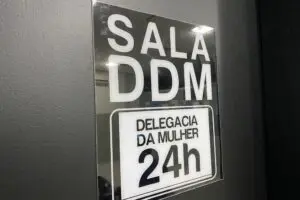 SALA
DDM
DELEGACIA
DA MULHER
24h